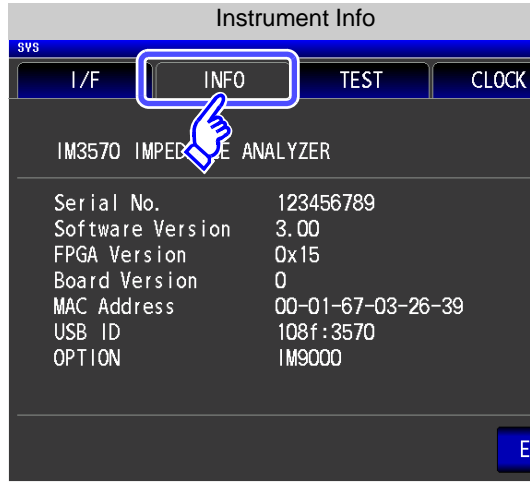 Instrument Info
SYS
I/F INFO TEST CLOCK
IM3570 ANALYZER
Serial No. 123456789
Software Version 3.00
FPGA Version 0x15
Board Version 0
MAC Address 00-01-67-03-26-39
USB ID 108f:3570
OPTION IM9000